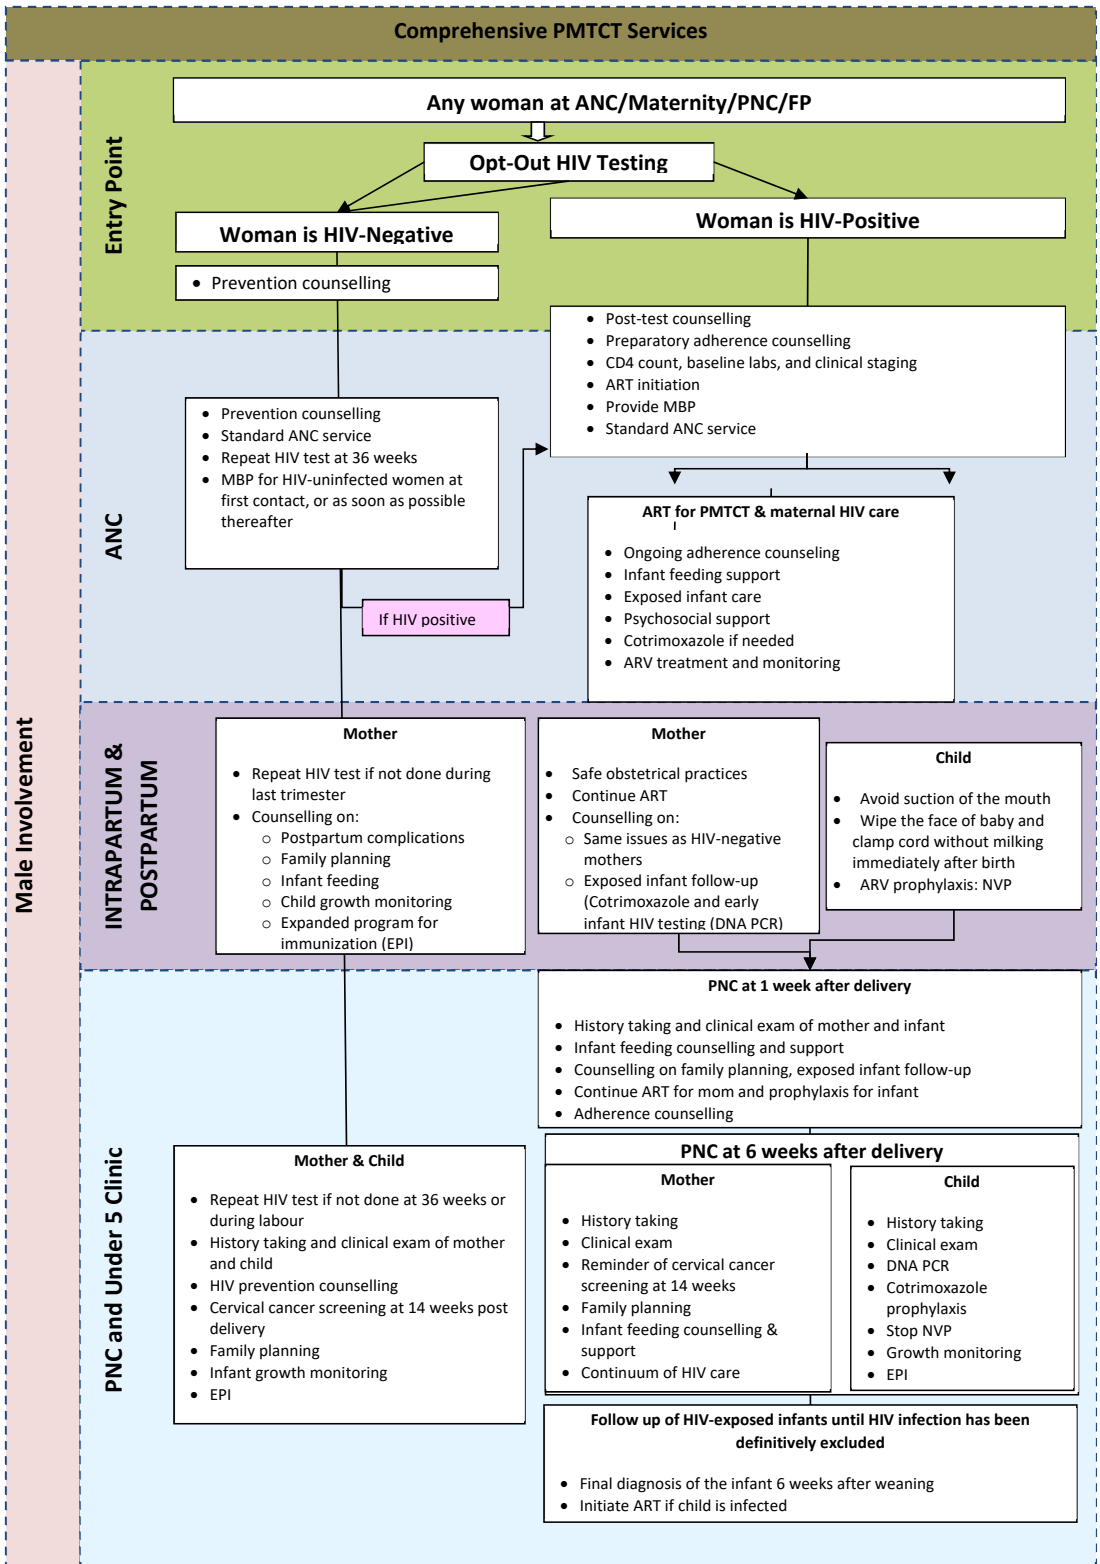 Comprehensive PMTCT Services
Male Involvement
Entry Point
Any woman at ANC/Maternity/PNC/FP
Opt-Out HIV Testing
Woman is HIV-Negative
Woman is HIV-Positive
• Prevention counselling
• Post-test counselling
• Preparatory adherence counselling
• CD4 count, baseline labs, and clinical staging
• ART initiation
• Provide MBP
• Standard ANC service
ANC
• Prevention counselling
• Standard ANC service
• Repeat HIV test at 36 weeks
• MBP for HIV-uninfected women at
first contact, or as soon as possible
thereafter
If HIV positive
ART for PMTCT & maternal HIV care
• Ongoing adherence counseling
• Infant feeding support
• Exposed infant care
• Psychosocial support
• Cotrimoxazole if needed
• ARV treatment and monitoring
INTRAPARTUM &
POSTPARTUM
Mother
• Repeat HIV test if not done during
last trimester
• Counselling on:
o Postpartum complications
o Family planning
o Infant feeding
o Child growth monitoring
o Expanded program for
immunization (EPI)
Mother
• Safe obstetrical practices
• Continue ART
• Counselling on:
o Same issues as HIV-negative
mothers
o Exposed infant follow-up
(Cotrimoxazole and early
infant HIV testing (DNA PCR)
Child
• Avoid suction of the mouth
• Wipe the face of baby and
clamp cord without milking
immediately after birth
• ARV prophylaxis: NVP
PNC and Under 5 Clinic
PNC at 1 week after delivery
• History taking and clinical exam of mother and infant
• Infant feeding counselling and support
• Counselling on family planning, exposed infant follow-up
• Continue ART for mom and prophylaxis for infant
• Adherence counselling
Mother & Child
• Repeat HIV test if not done at 36 weeks or
during labour
• History taking and clinical exam of mother
and child
• HIV prevention counselling
• Cervical cancer screening at 14 weeks post
delivery
• Family planning
• Infant growth monitoring
• EPI
PNC at 6 weeks after delivery
Mother
• History taking
• Clinical exam
• Reminder of cervical cancer
screening at 14 weeks
• Family planning
• Infant feeding counselling &
support
• Continuum of HIV care
Child
• History taking
• Clinical exam
• DNA PCR
• Cotrimoxazole
prophylaxis
• Stop NVP
• Growth monitoring
• EPI
Follow up of HIV-exposed infants until HIV infection has been
definitively excluded
• Final diagnosis of the infant 6 weeks after weaning
• Initiate ART if child is infected